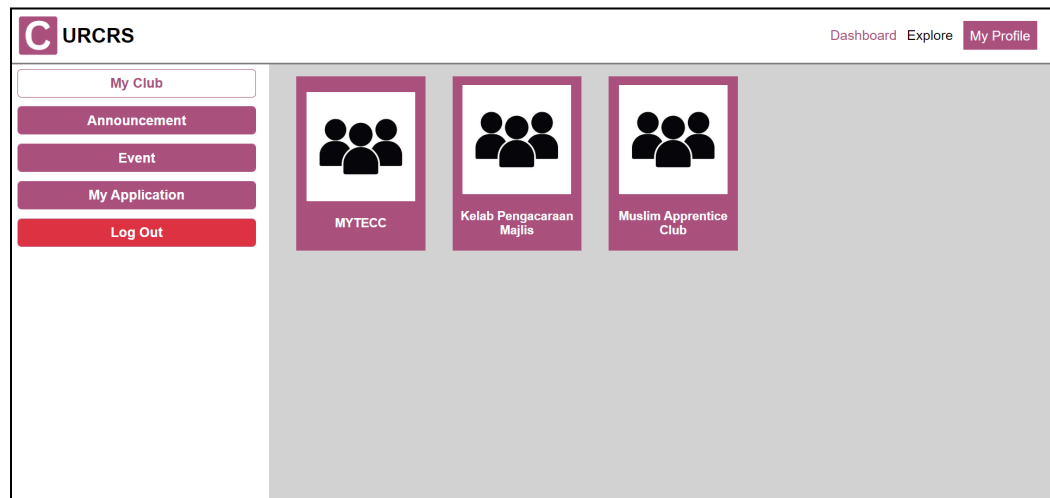 C URCRS
Dashboard Explore My Profile
My Club
Announcement
Event
My Application
Log Out
MYTECC
Kelab Pengacaraan
Majlis
Muslim Apprentice
Club